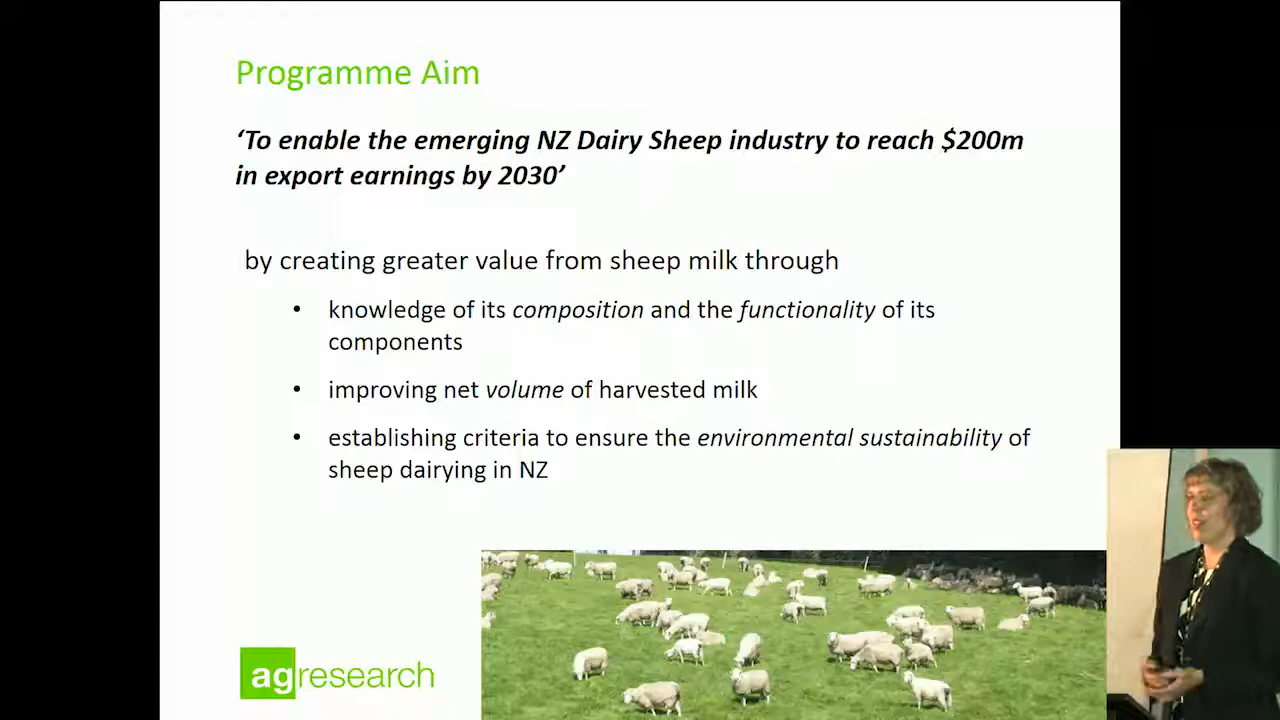 Programme Aim
‘To enable the emerging NZ Dairy Sheep industry to reach $200m
in export earnings by 2030’
by creating greater value from sheep milk through
• knowledge of its composition and the functionality of its
components
• improving net volume of harvested milk
• establishing criteria to ensure the environmental sustainability of
sheep dairying in NZ
agresearch